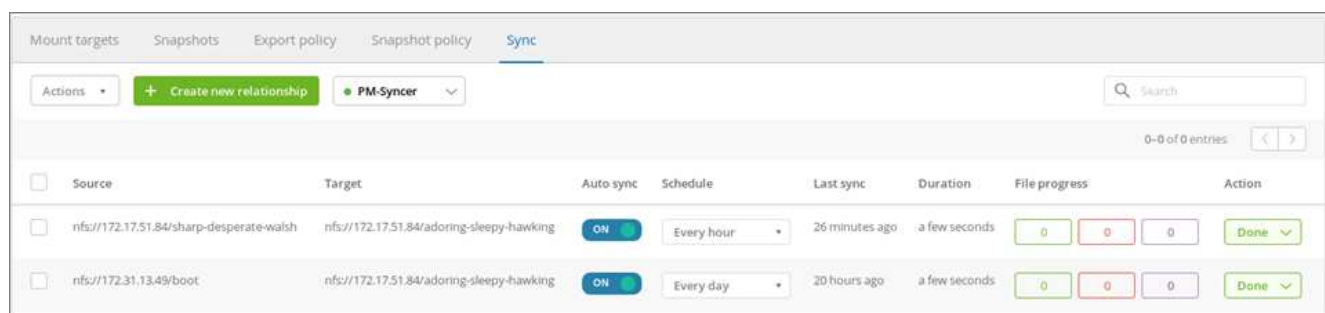 Mount targets Snapshots Export policy Snapshot policy Sync
Actions + Create new relationship PM-Syncer Search
0–0 of 0 entries < >
Source Target Auto sync Schedule Last sync Duration File progress Action
nfs://172.17.51.84/sharp-desperate-walsh nfs://172.17.51.84/adoring-sleepy-hawking ON Every hour 26 minutes ago a few seconds 0 0 0 Done
nfs://172.31.13.49/boot nfs://172.17.51.84/adoring-sleepy-hawking ON Every day 20 hours ago a few seconds 0 0 0 Done